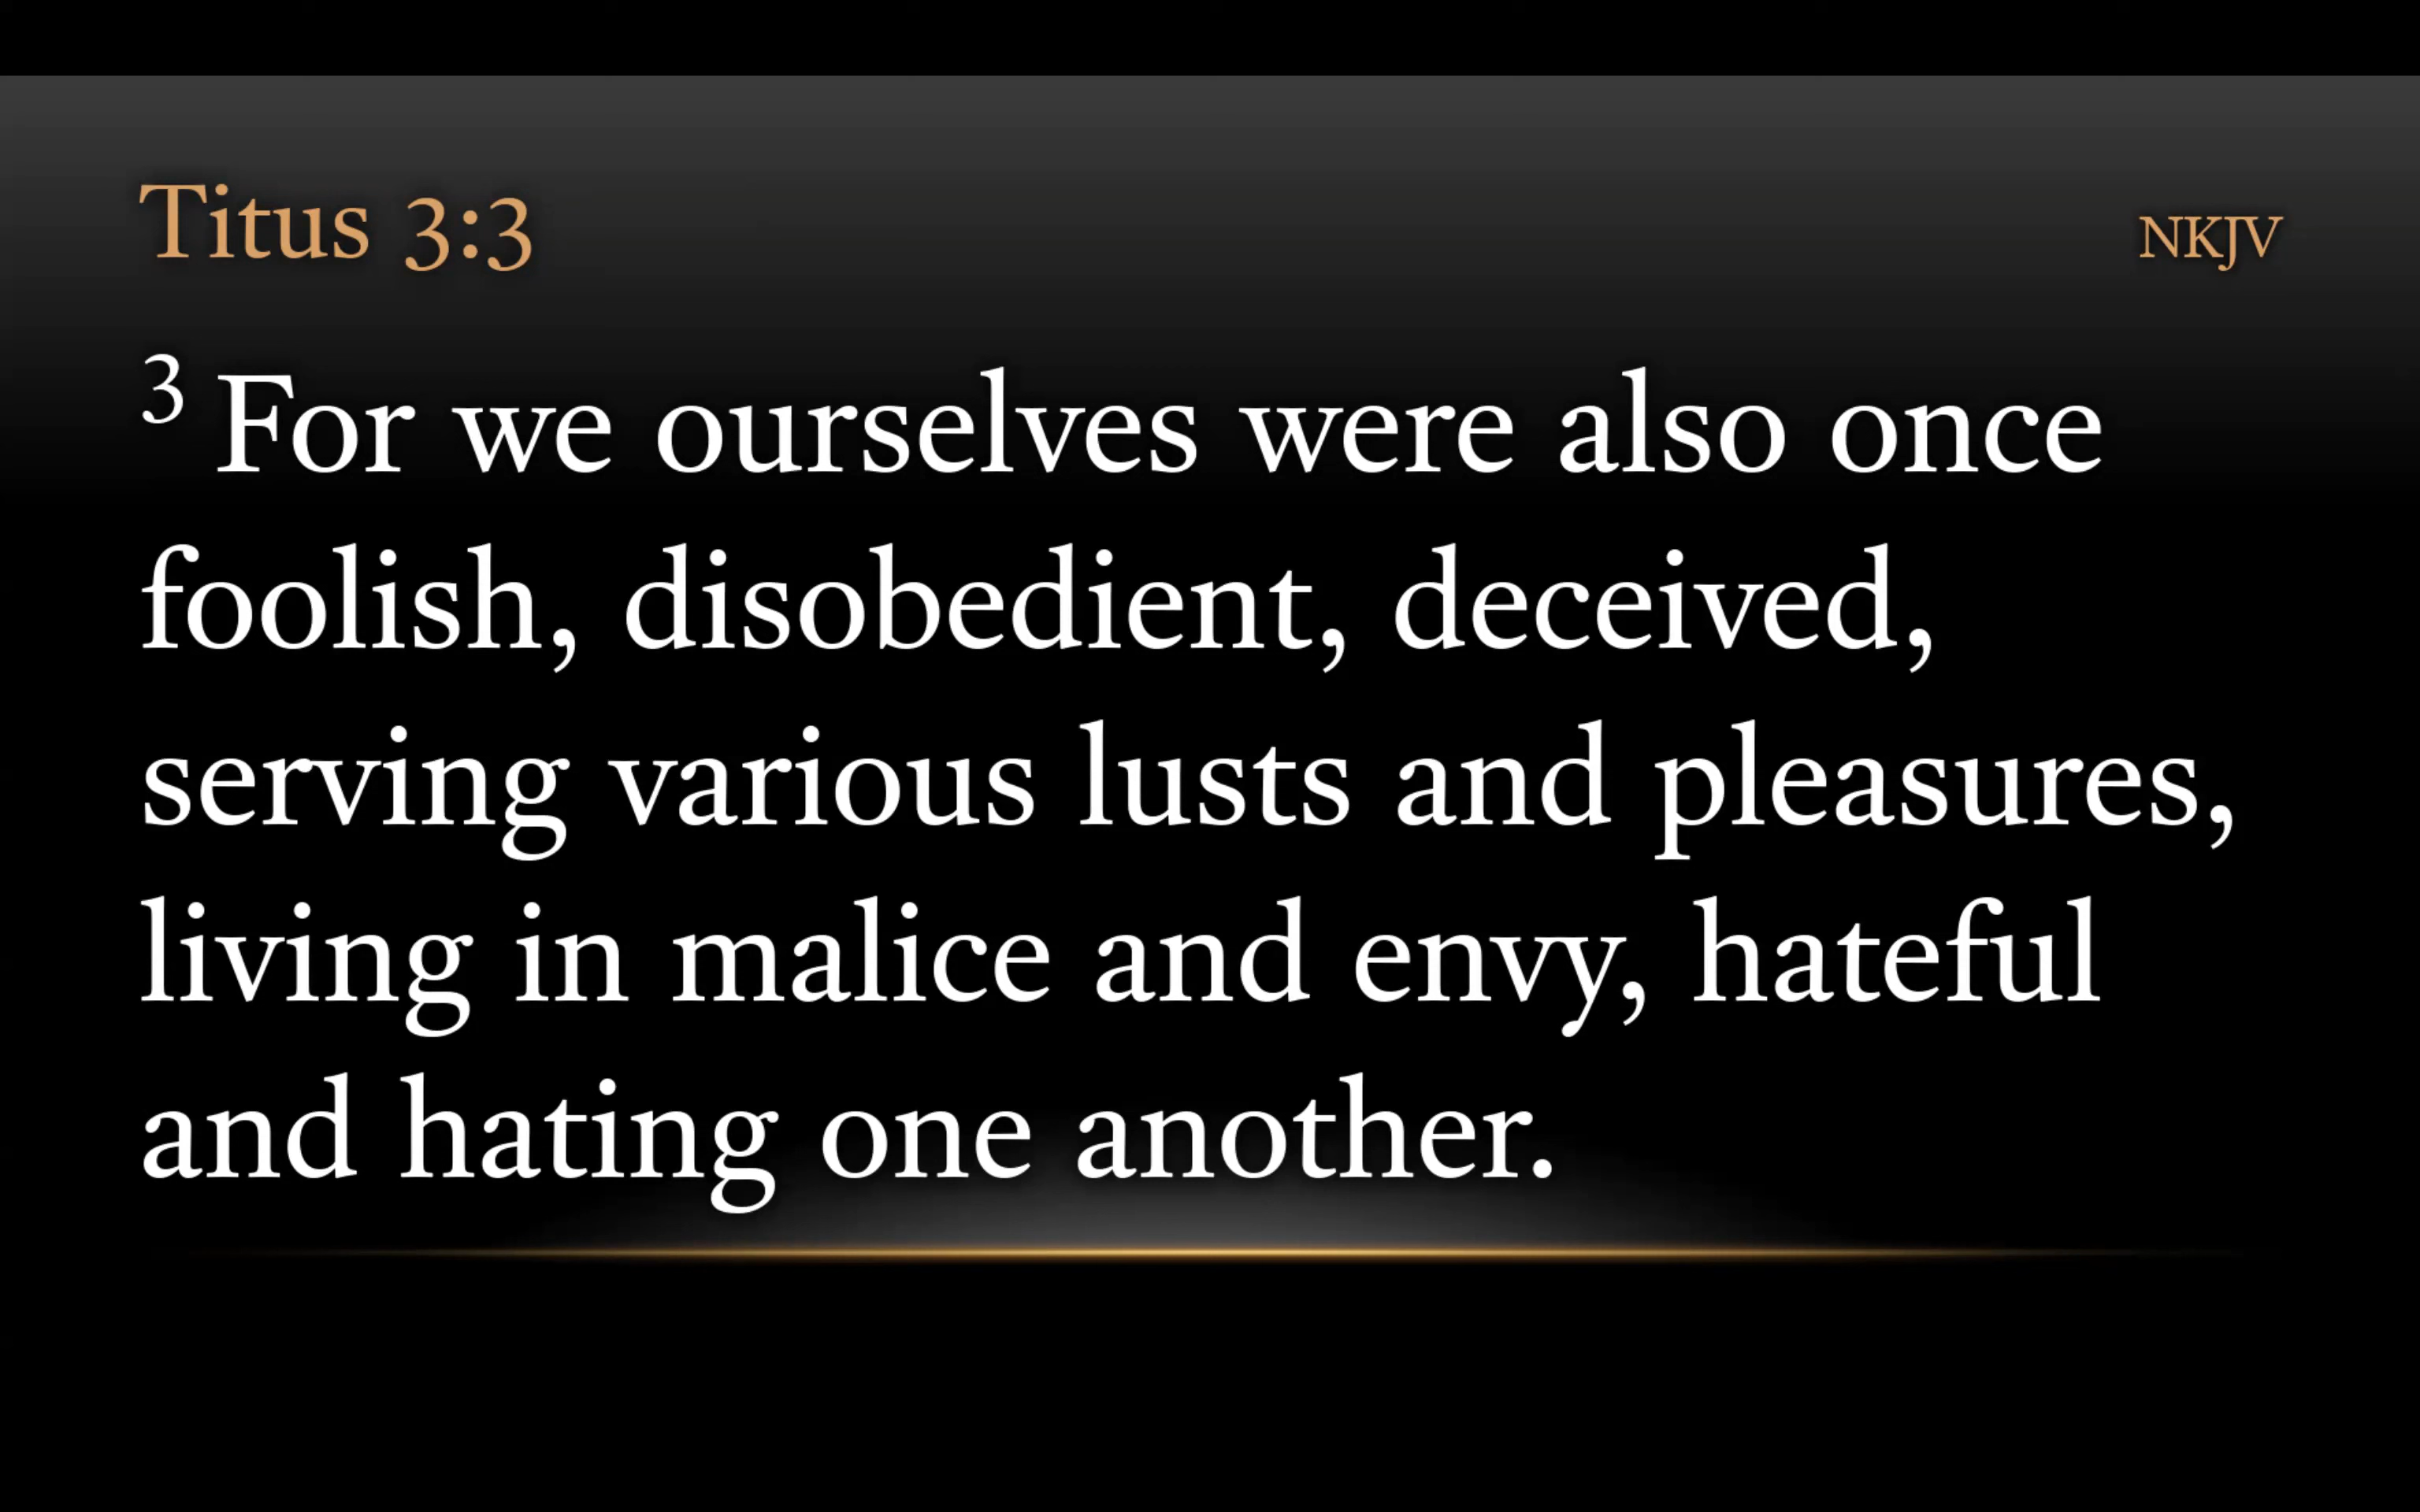 Titus 3:3
NKJV
3 For we ourselves were also once
foolish, disobedient, deceived,
serving various lusts and pleasures,
living in malice and envy, hateful
and hating one another.